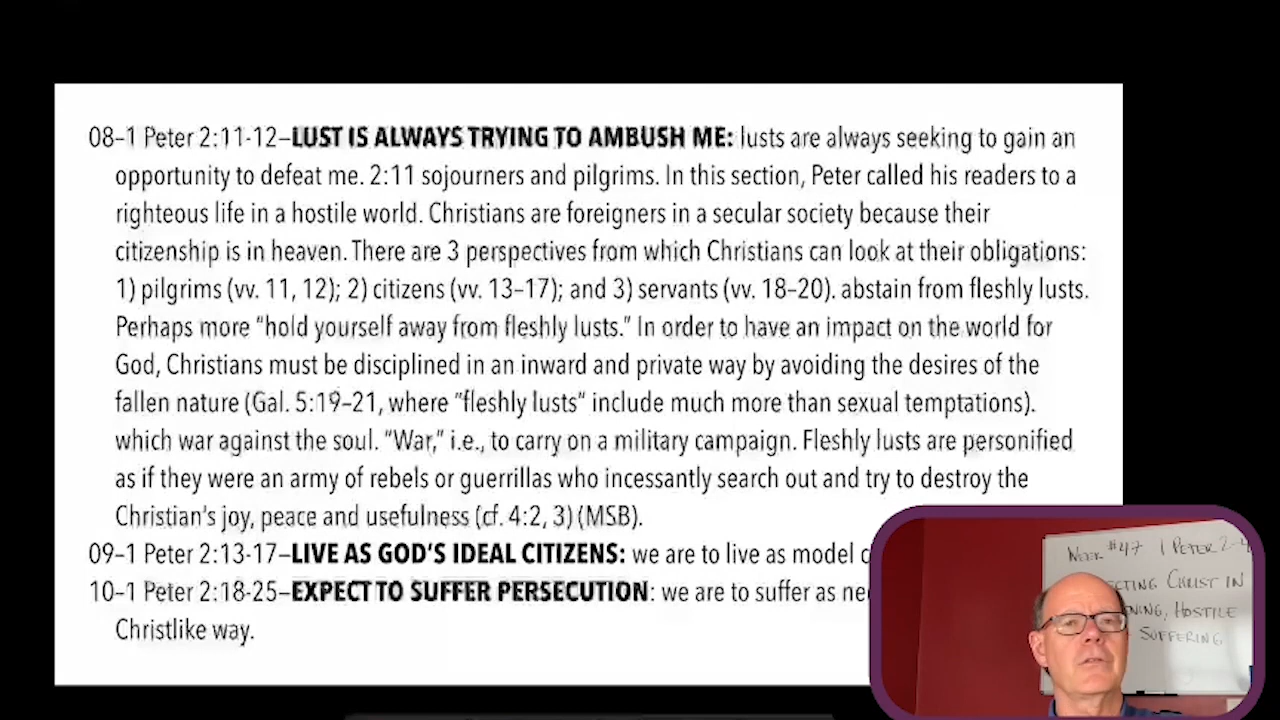 08–1 Peter 2:11-12–LUST IS ALWAYS TRYING TO AMBUSH ME: lusts are always seeking to gain an
opportunity to defeat me. 2:11 sojourners and pilgrims. In this section, Peter called his readers to a
righteous life in a hostile world. Christians are foreigners in a secular society because their
citizenship is in heaven. There are 3 perspectives from which Christians can look at their obligations:
1) pilgrims (vv. 11, 12); 2) citizens (vv. 13–17); and 3) servants (vv. 18–20). abstain from fleshly lusts.
Perhaps more “hold yourself away from fleshly lusts.” In order to have an impact on the world for
God, Christians must be disciplined in an inward and private way by avoiding the desires of the
fallen nature (Gal. 5:19–21, where “fleshly lusts” include much more than sexual temptations).
which war against the soul. “War,” i.e., to carry on a military campaign. Fleshly lusts are personified
as if they were an army of rebels or guerrillas who incessantly search out and try to destroy the
Christian’s joy, peace and usefulness (cf. 4:2, 3) (MSB).
09–1 Peter 2:13-17–LIVE AS GOD’S IDEAL CITIZENS: we are to live as model
10–1 Peter 2:18-25–EXPECT TO SUFFER PERSECUTION: we are to suffer as
Christlike way.
WEEK #47 1 PETER 2-
CHRIST IN
HOSTILE
SUFFERING